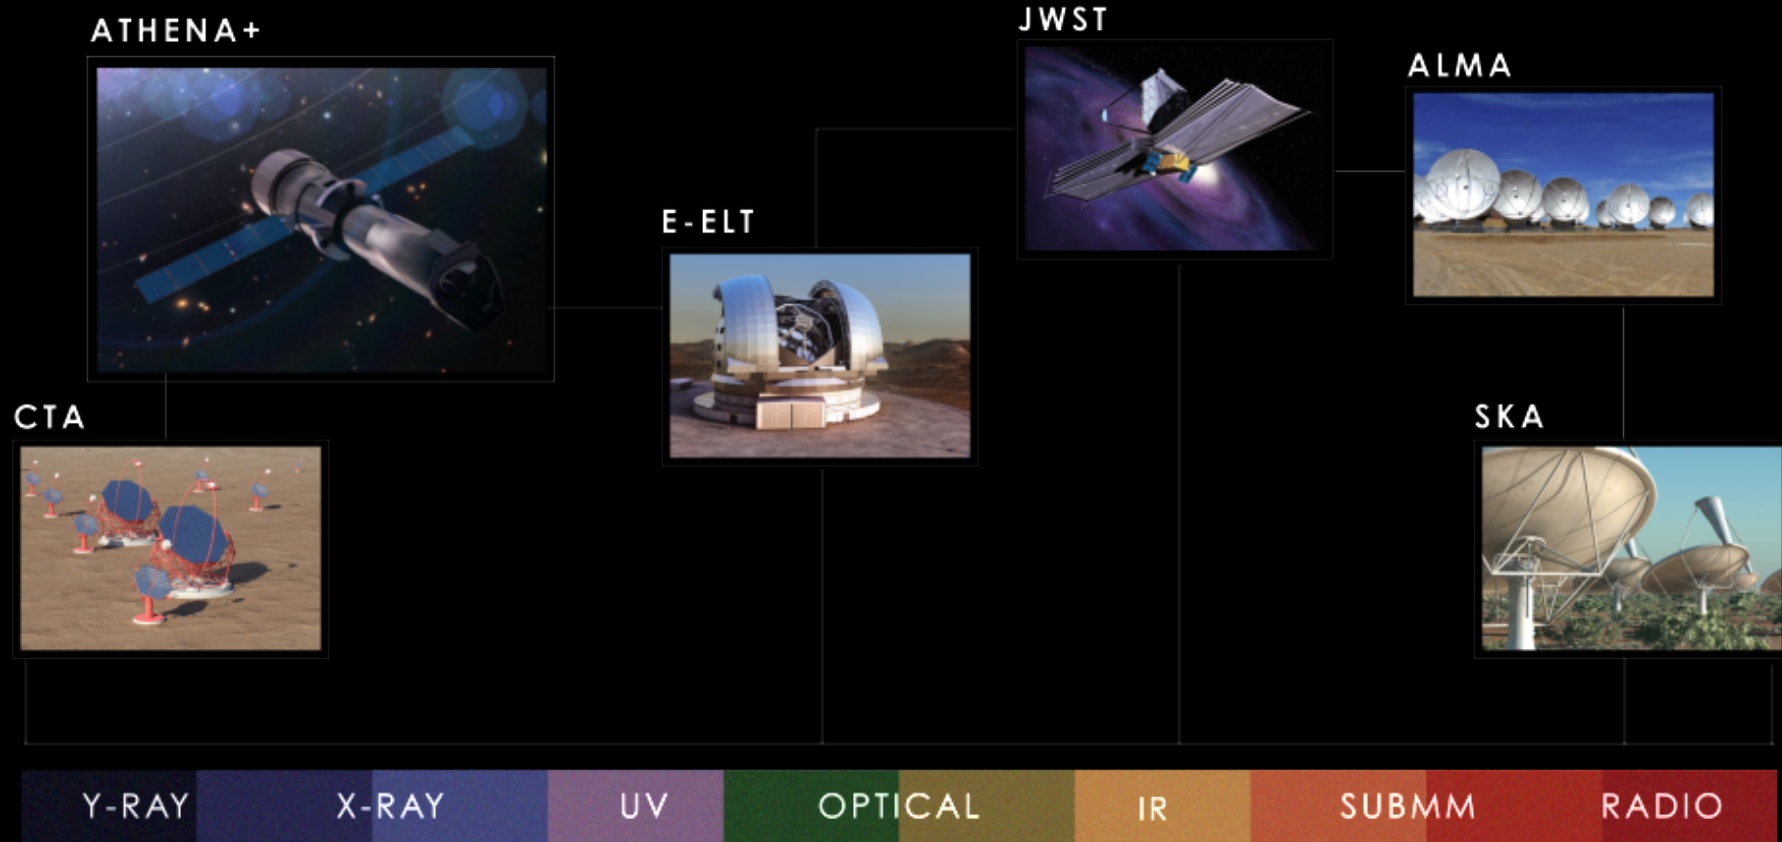 ATHENA+
JWST
ALMA
E-ELT
CTA
SKA
Y-RAY X-RAY UV OPTICAL IR SUBMM RADIO